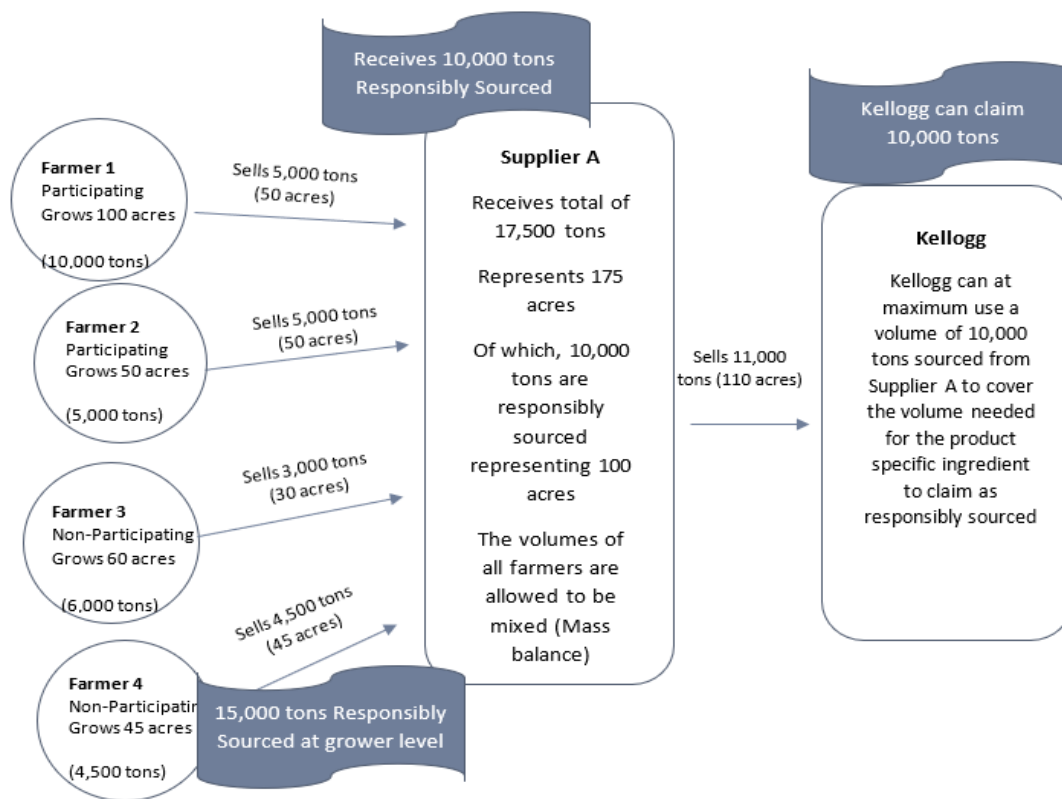 Receives 10,000 tons
Responsibly Sourced
Kellogg can claim
10,000 tons
Farmer 1
Participating
Grows 100 acres
(10,000 tons)
Sells 5,000 tons
(50 acres)
Farmer 2
Participating
Grows 50 acres
(5,000 tons)
Sells 5,000 tons
(50 acres)
Farmer 3
Non-Participating
Grows 60 acres
(6,000 tons)
Sells 3,000 tons
(30 acres)
Farmer 4
Non-Participatin
Grows 45 acres
(4,500 tons)
Sells 4,500 tons
(45 acres)
15,000 tons Responsibly
Sourced at grower level
Supplier A
Receives total of
17,500 tons
Represents 175
acres
Of which, 10,000
tons are
responsibly
sourced
representing 100
acres
The volumes of
all farmers are
allowed to be
mixed (Mass
balance)
Sells 11,000
tons (110 acres)
Kellogg
Kellogg can at
maximum use a
volume of 10,000
tons sourced from
Supplier A to cover
the volume needed
for the product
specific ingredient
to claim as
responsibly sourced